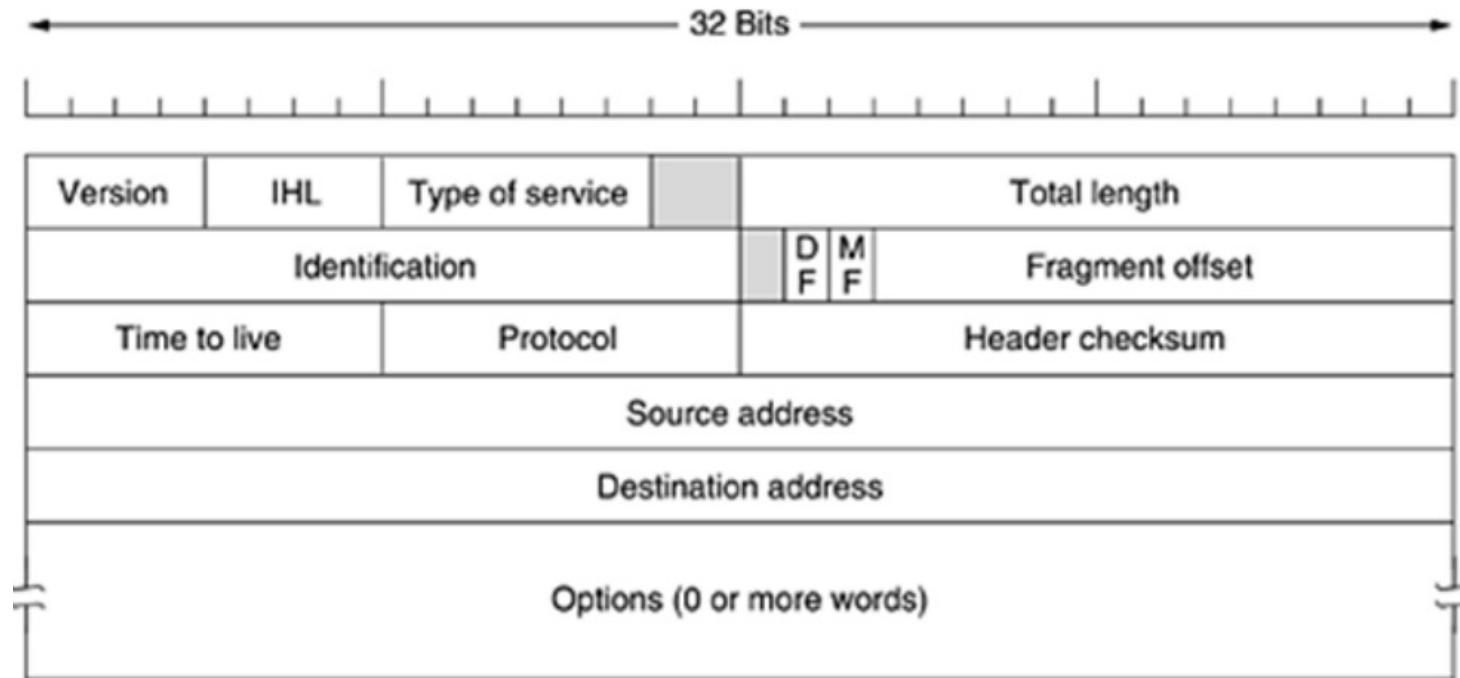 32 Bits
Version IHL Type of service Total length
Identification D F M F Fragment offset
Time to live Protocol Header checksum
Source address
Destination address
Options (0 or more words)